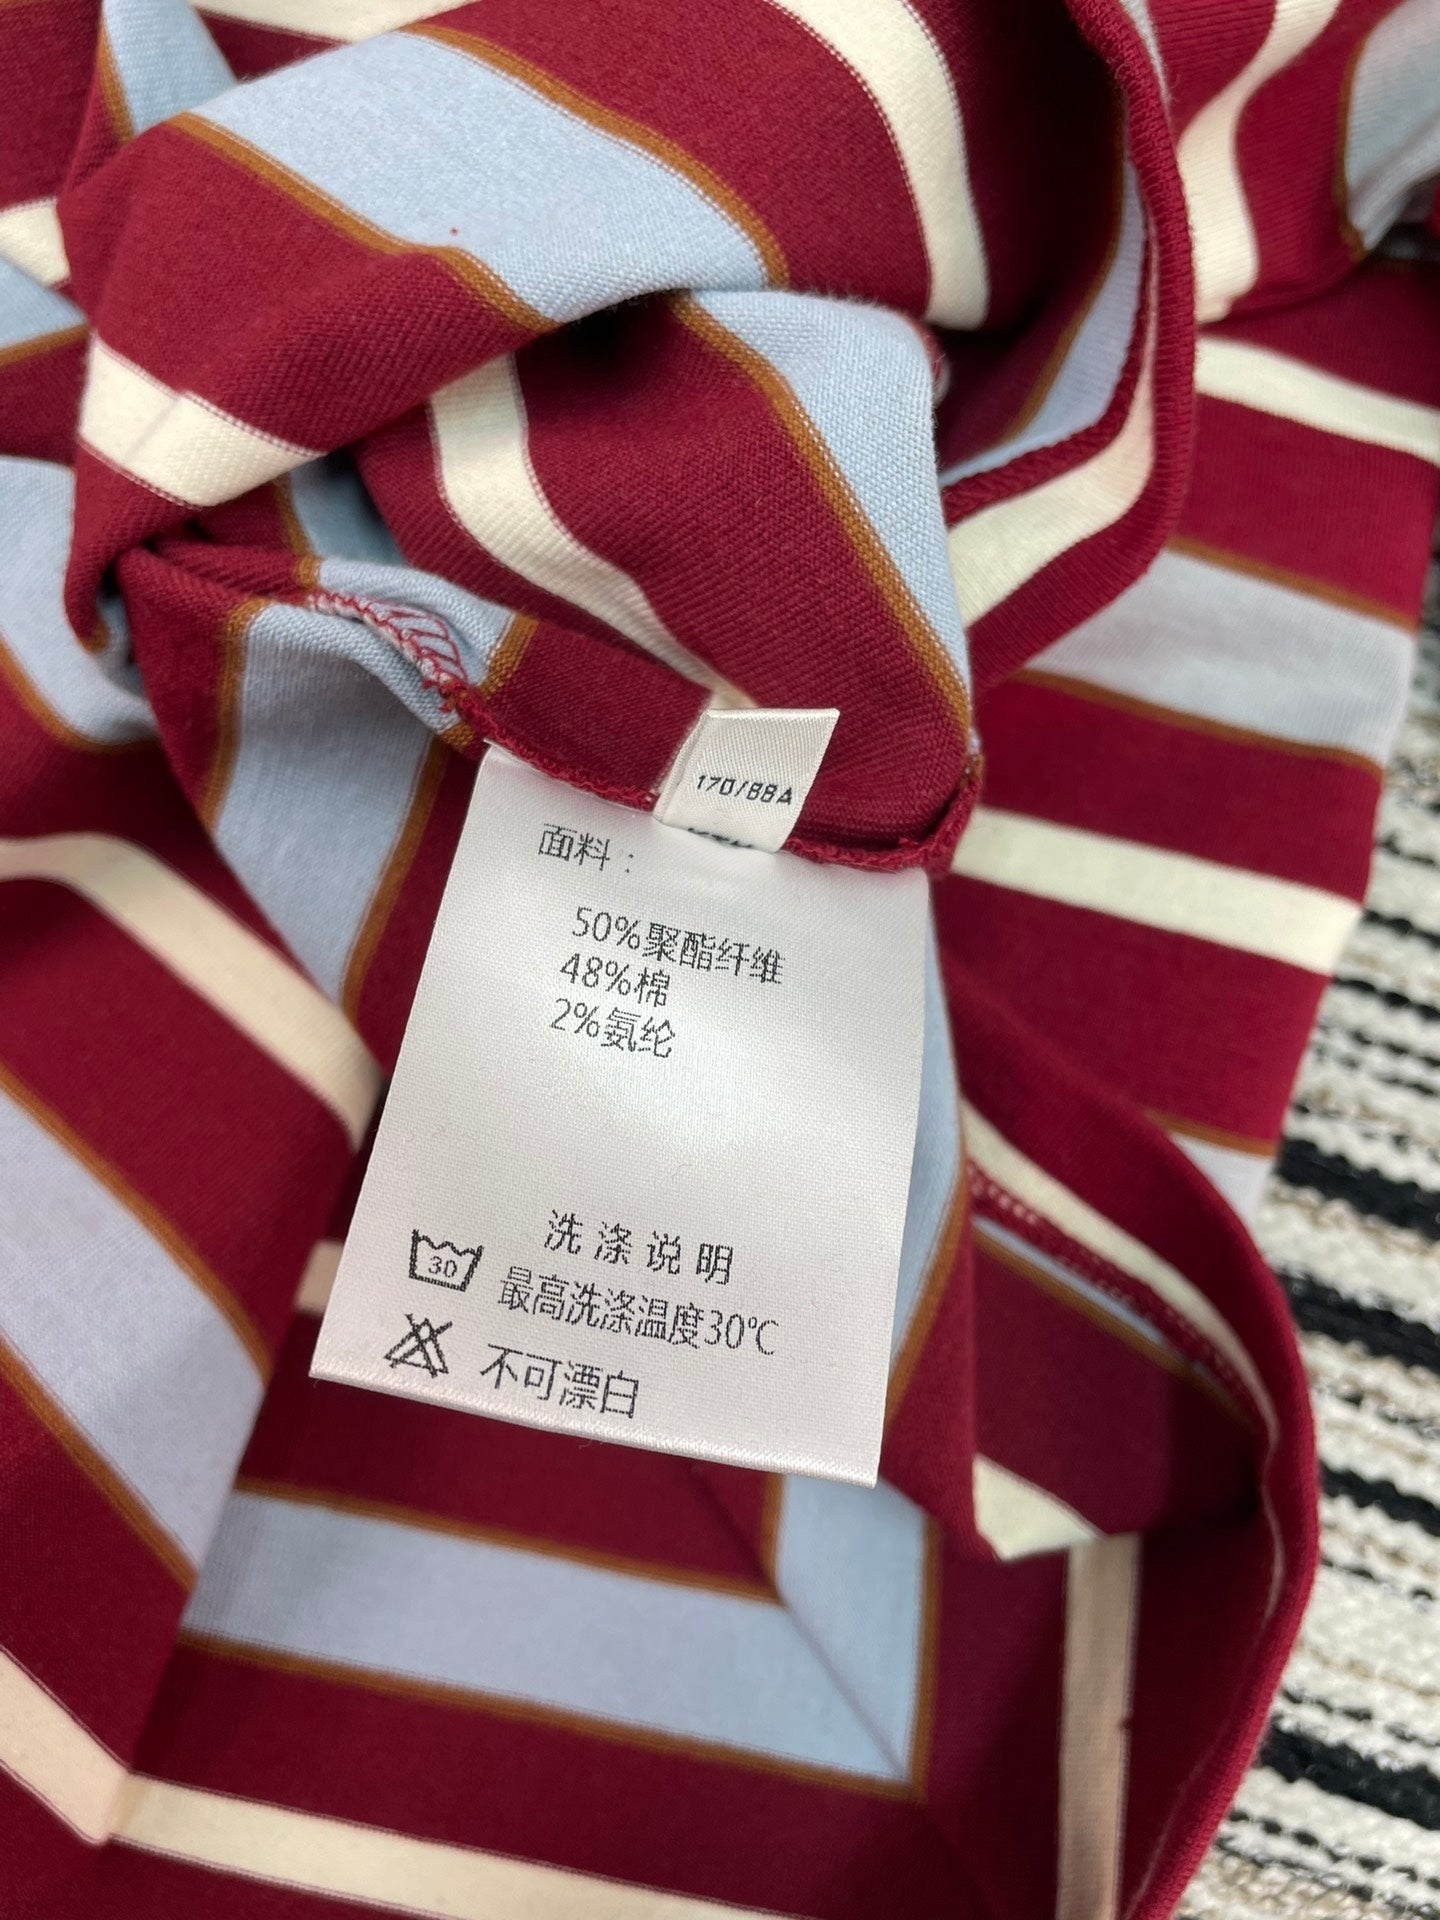 170/88A
面料：
50%聚酯纤维
48%棉
2%氨纶
洗涤说明
30
最高洗涤温度30℃
不可漂白